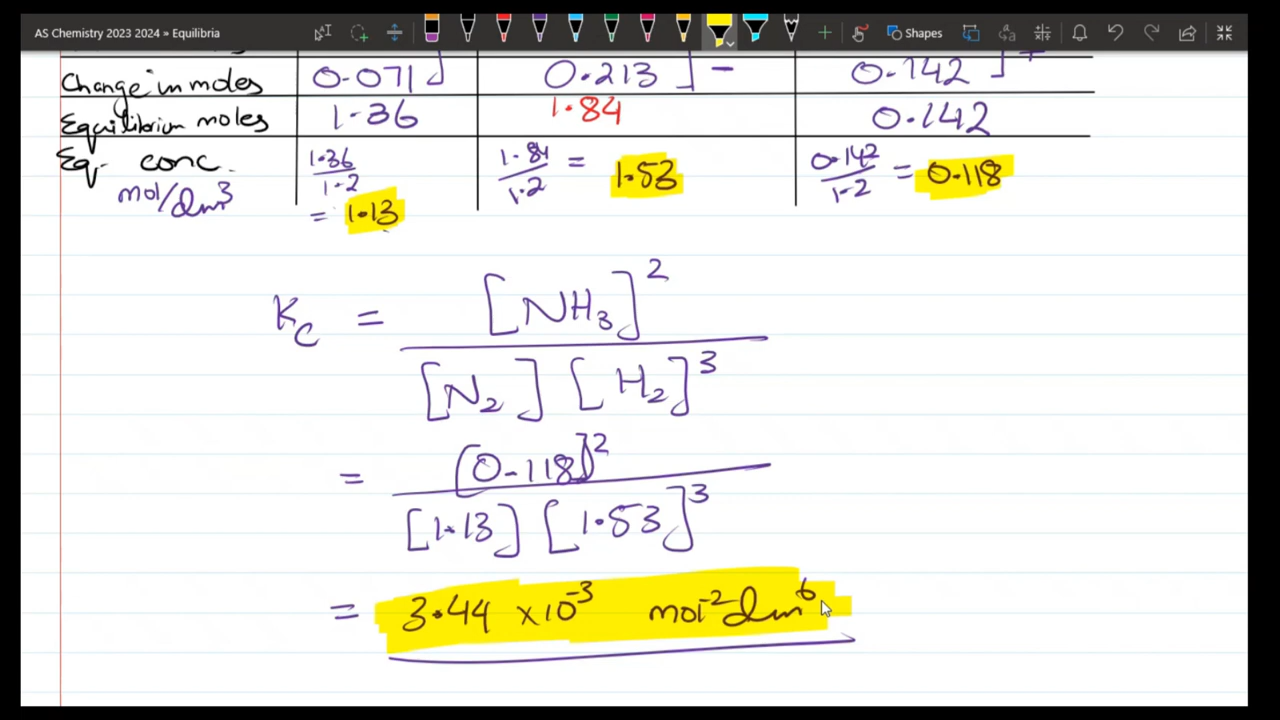 AS Chemistry 2023 2024 » Equilibria Shapes
Change in moles 0.071] 0.213] - 0.142] +
Equilibrium moles 1.36 1.84 0.142
Eq. conc. mol/dm³ 1.36/1.2 = 1.13 1.84/1.2 = 1.53 0.142/1.2 = 0.118
Kc = [NH₃]² / [N₂] [H₂]³
= [0.118]² / [1.13] [1.53]³
= 3.44 x10⁻³ mol⁻² dm⁶